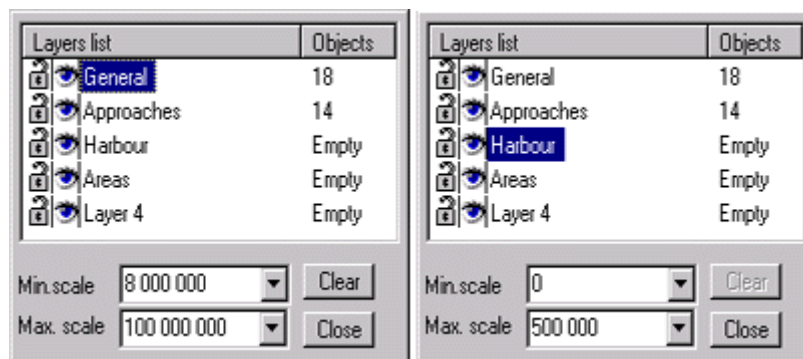 Layers list Objects
General 18
Approaches 14
Harbour Empty
Areas Empty
Layer 4 Empty
Min.scale 8 000 000 Clear
Max. scale 100 000 000 Close
Layers list Objects
General 18
Approaches 14
Harbour Empty
Areas Empty
Layer 4 Empty
Min.scale 0 Clear
Max. scale 500 000 Close